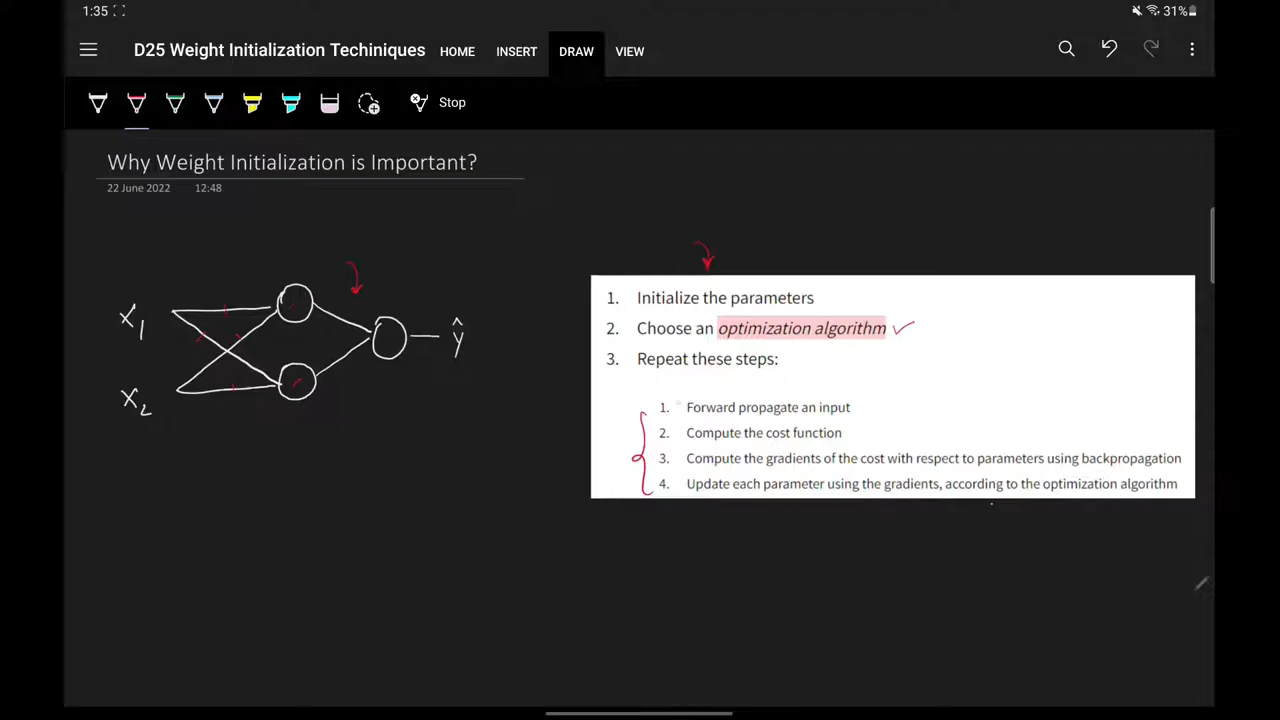 1:35 31%
D25 Weight Initialization Techiniques HOME INSERT DRAW VIEW
Stop
Why Weight Initialization is Important?
22 June 2022 12:48
x1
x2
ŷ
1. Initialize the parameters
2. Choose an optimization algorithm
3. Repeat these steps:
1. Forward propagate an input
2. Compute the cost function
3. Compute the gradients of the cost with respect to parameters using backpropagation
4. Update each parameter using the gradients, according to the optimization algorithm